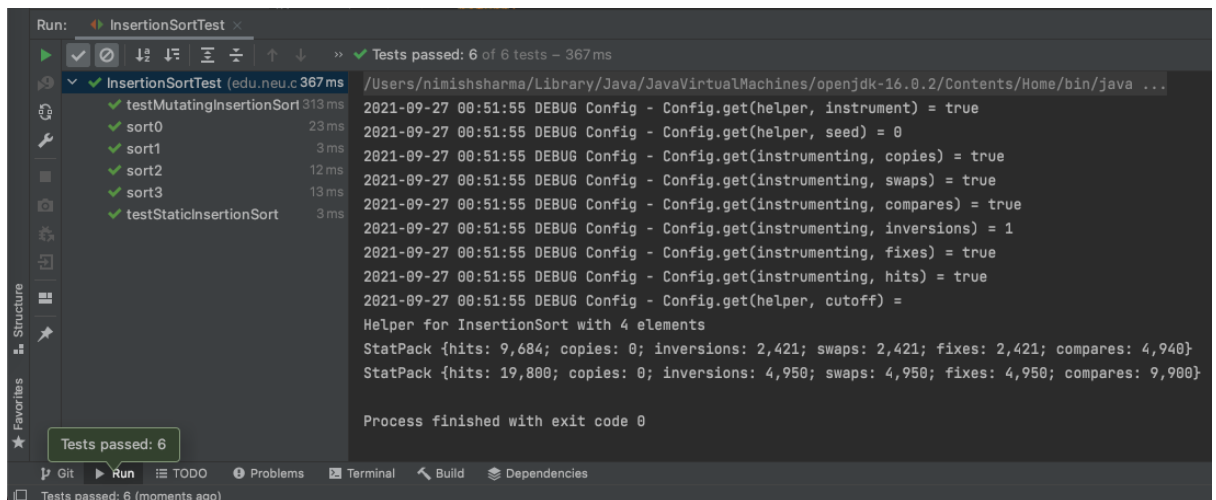 Run: InsertionSortTest ×
» Tests passed: 6 of 6 tests – 367 ms
InsertionSortTest (edu.neu.c 367 ms
testMutatingInsertionSort 313 ms
sort0 23 ms
sort1 3 ms
sort2 12 ms
sort3 13 ms
testStaticInsertionSort 3 ms
/Users/nimishsharma/Library/Java/JavaVirtualMachines/openjdk-16.0.2/Contents/Home/bin/java ...
2021-09-27 00:51:55 DEBUG Config - Config.get(helper, instrument) = true
2021-09-27 00:51:55 DEBUG Config - Config.get(helper, seed) = 0
2021-09-27 00:51:55 DEBUG Config - Config.get(instrumenting, copies) = true
2021-09-27 00:51:55 DEBUG Config - Config.get(instrumenting, swaps) = true
2021-09-27 00:51:55 DEBUG Config - Config.get(instrumenting, compares) = true
2021-09-27 00:51:55 DEBUG Config - Config.get(instrumenting, inversions) = 1
2021-09-27 00:51:55 DEBUG Config - Config.get(instrumenting, fixes) = true
2021-09-27 00:51:55 DEBUG Config - Config.get(instrumenting, hits) = true
2021-09-27 00:51:55 DEBUG Config - Config.get(helper, cutoff) =
Helper for InsertionSort with 4 elements
StatPack {hits: 9,684; copies: 0; inversions: 2,421; swaps: 2,421; fixes: 2,421; compares: 4,940}
StatPack {hits: 19,800; copies: 0; inversions: 4,950; swaps: 4,950; fixes: 4,950; compares: 9,900}
Process finished with exit code 0
Structure
Favorites
Tests passed: 6
Git Run TODO Problems Terminal Build Dependencies
Tests passed: 6 (moments ago)